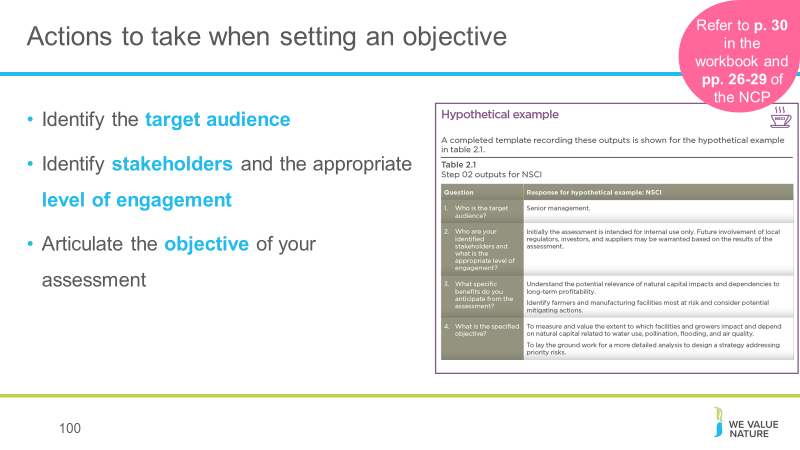 Actions to take when setting an objective
Refer to p. 30
in the
workbook and
pp. 26-29 of
the NCP
• Identify the target audience
• Identify stakeholders and the appropriate
level of engagement
• Articulate the objective of your
assessment
Hypothetical example
NSCI
A completed template recording these outputs is shown for the hypothetical example
in table 2.1.
Table 2.1
Step 02 outputs for NSCI
Question Response for hypothetical example: NSCI
1. Who is the target
audience?
Senior management.
2. Who are your
identified
stakeholders and
what is the
appropriate level of
engagement?
Initially the assessment is intended for internal use only. Future involvement of local
regulators, investors, and suppliers may be warranted based on the results of the
assessment.
3. What specific
benefits do you
anticipate from the
assessment?
Understand the potential relevance of natural capital impacts and dependencies to
long-term profitability.
Identify farmers and manufacturing facilities most at risk and consider potential
mitigating actions.
4. What is the specified
objective?
To measure and value the extent to which facilities and growers impact and depend
on natural capital related to water use, pollination, flooding, and air quality.
To lay the ground work for a more detailed analysis to design a strategy addressing
priority risks.
100
WE VALUE
NATURE